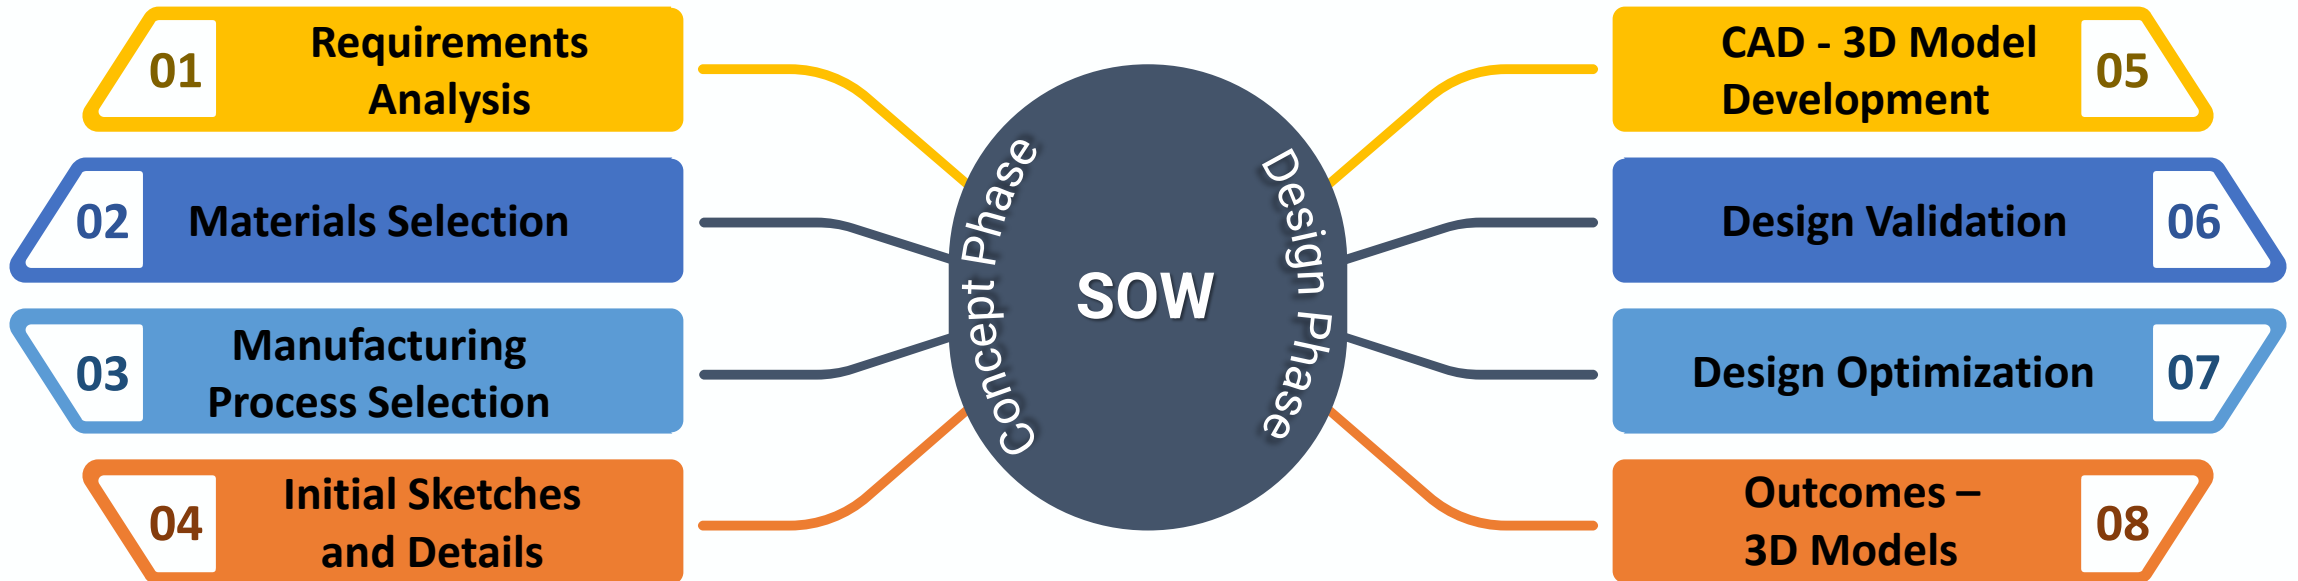 01
Requirements
Analysis
02
Materials Selection
03
Manufacturing
Process Selection
04
Initial Sketches
and Details
Concept Phase
SOW
Design Phase
CAD - 3D Model
Development
05
Design Validation
06
Design Optimization
07
Outcomes –
3D Models
08